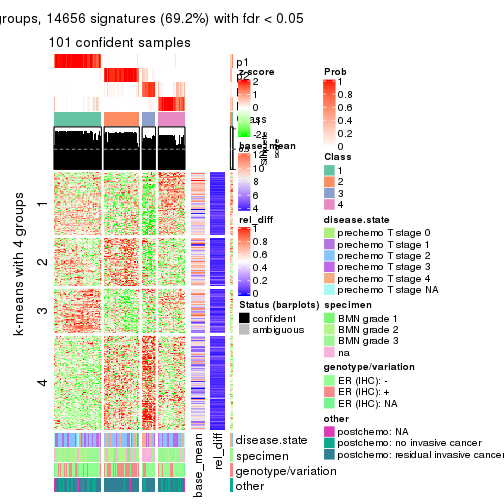 groups, 14656 signatures (69.2%) with fdr < 0.05
101 confident samples
p1
p2
z-score
2
1
0
-1
-2
base_mean
12
10
8
6
4
rel_diff
1
0.8
0.6
0.4
0.2
0
Status (barplots)
confident
ambiguous
Prob
1
0.8
0.6
0.4
0.2
0
Class
1
2
3
4
disease.state
prechemo T stage 0
prechemo T stage 1
prechemo T stage 2
prechemo T stage 3
prechemo T stage 4
prechemo T stage NA
specimen
BMN grade 1
BMN grade 2
BMN grade 3
na
genotype/variation
ER (IHC): -
ER (IHC): +
ER (IHC): NA
other
postchemo: NA
postchemo: no invasive cancer
postchemo: residual invasive cancer
k-means with 4 groups
1
2
3
4
base_mean
rel_diff
disease.state
specimen
genotype/variation
other